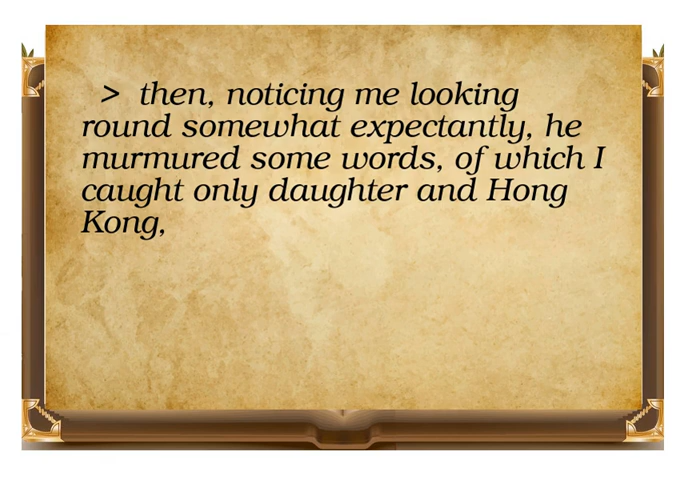 > then, noticing me looking
round somewhat expectantly, he
murmured some words, of which I
caught only daughter and Hong
Kong,